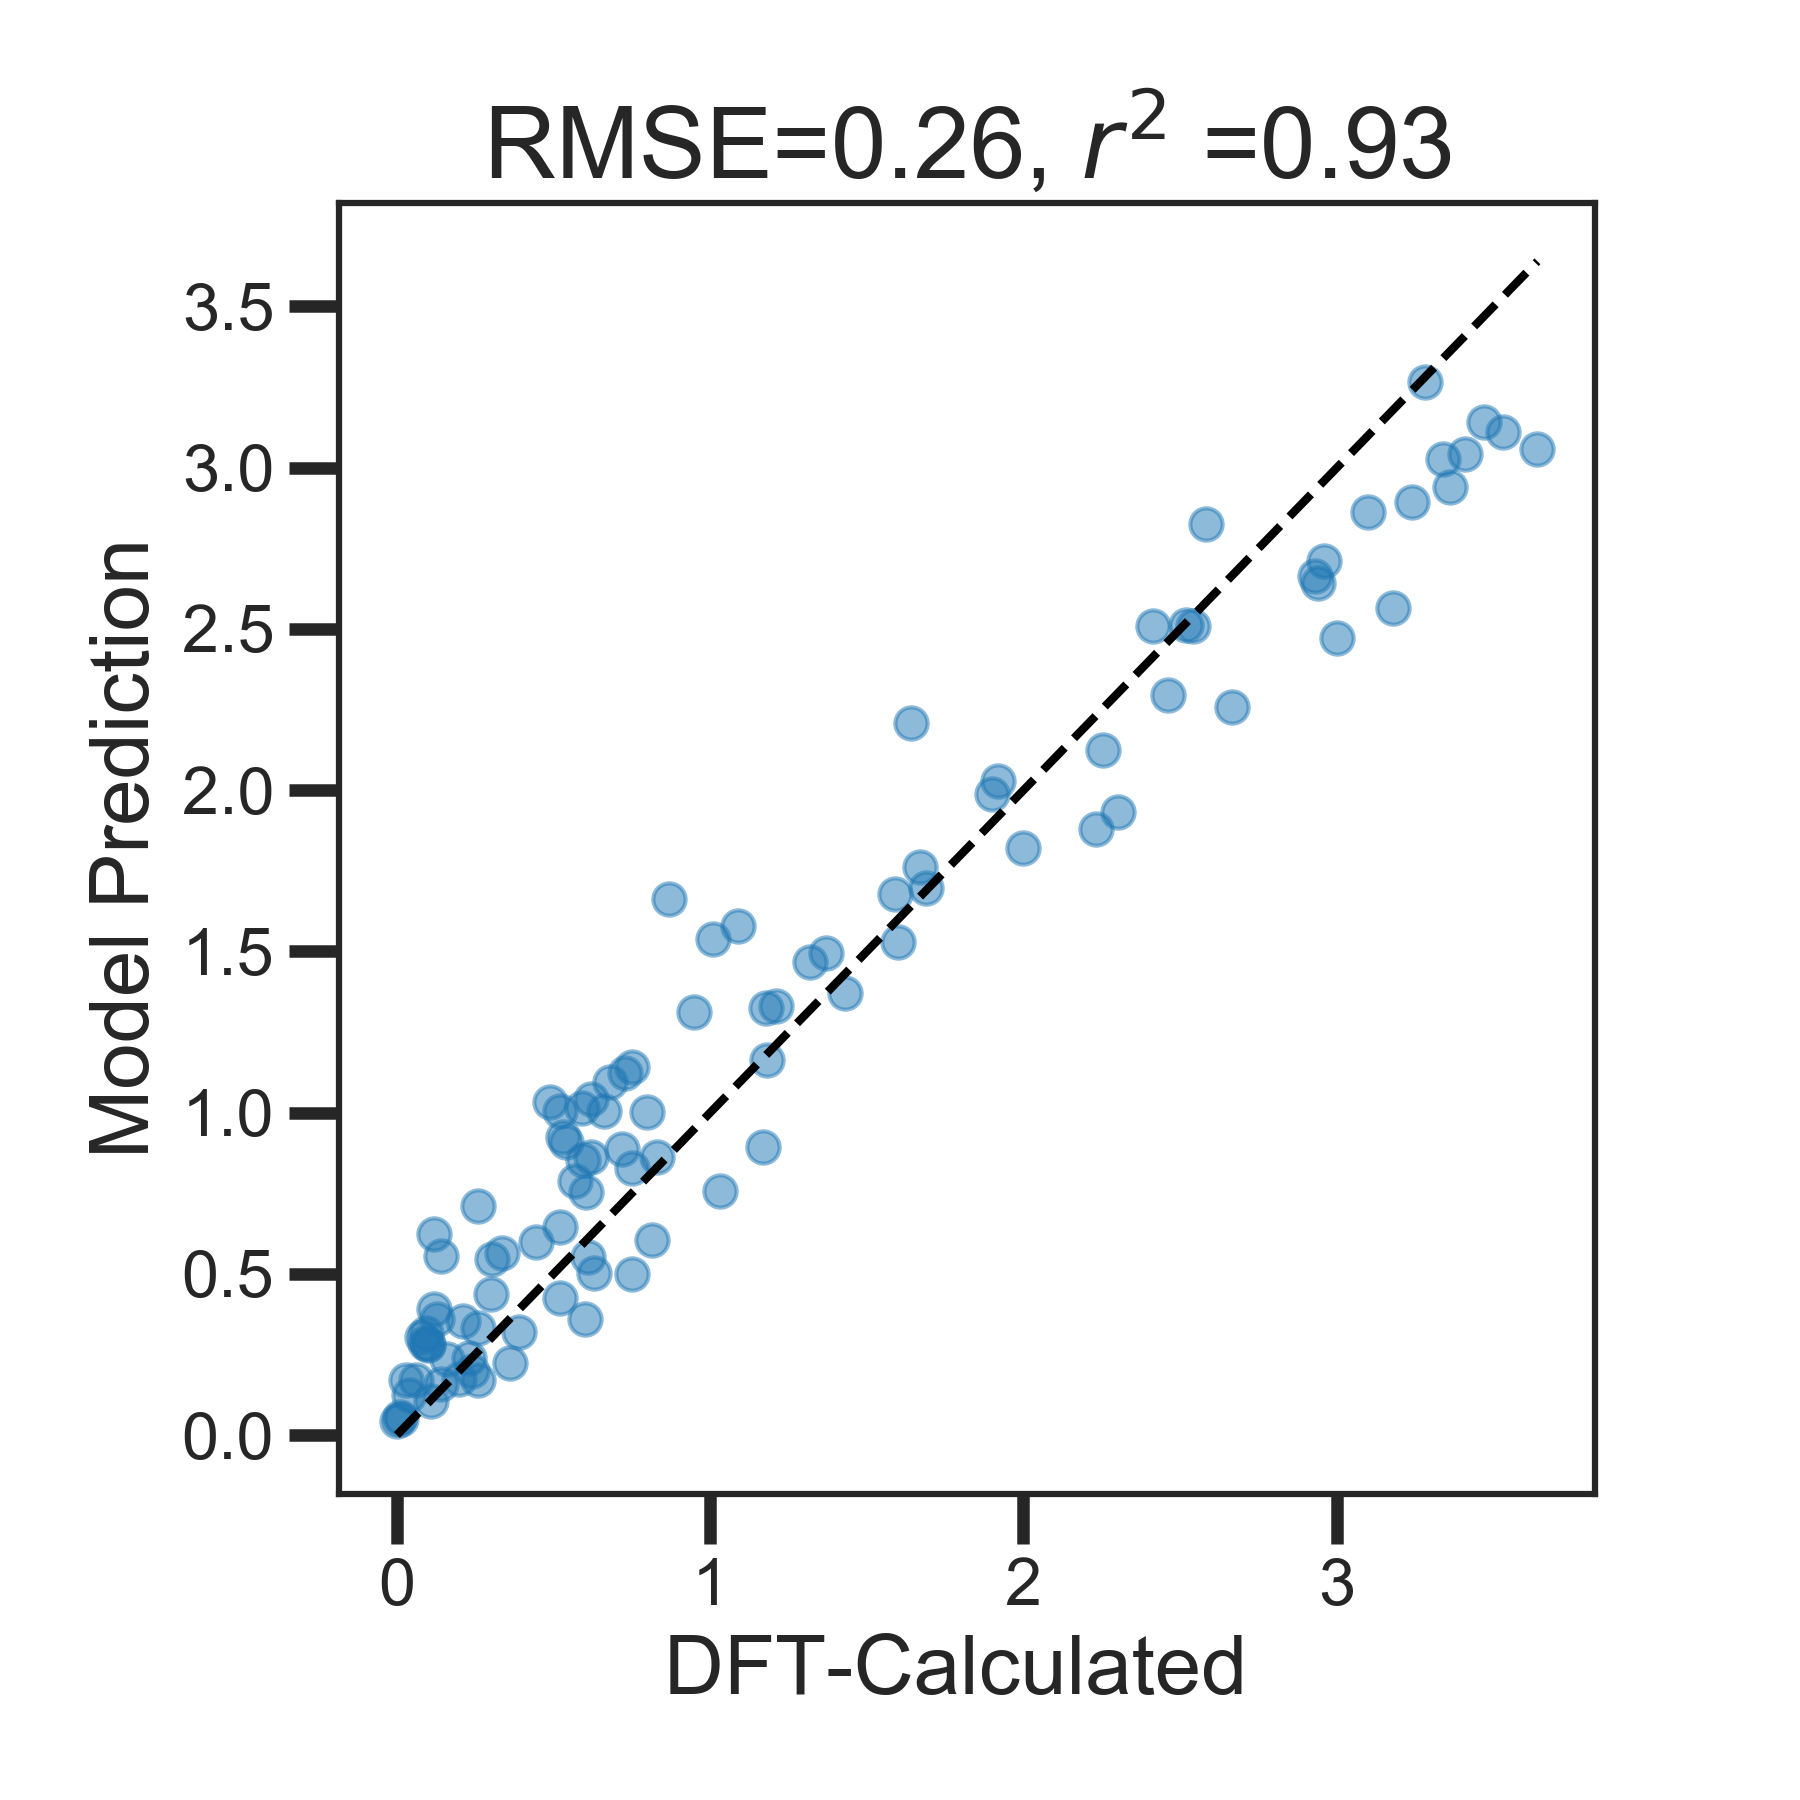 RMSE=0.26, r² =0.93
Model Prediction
3.5
3.0
2.5
2.0
1.5
1.0
0.5
0.0
0 1 2 3
DFT-Calculated